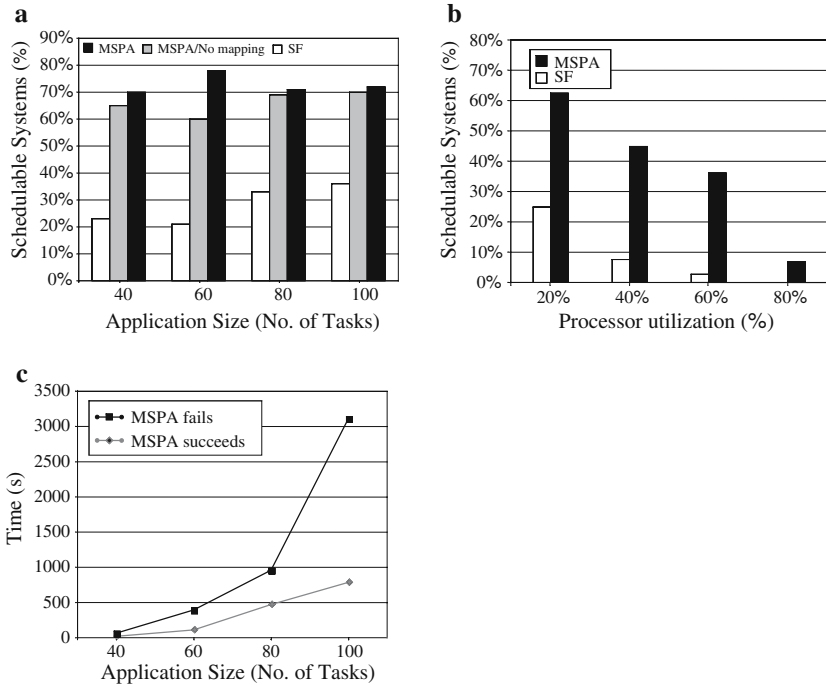 a
90%
80%
70%
60%
50%
40%
30%
20%
10%
0%
Schedulable Systems (%)
MSPA MSPA/No mapping SF
40 60 80 100
Application Size (No. of Tasks)
b
80%
70%
60%
50%
40%
30%
20%
10%
0%
Schedulable Systems (%)
MSPA
SF
20% 40% 60% 80%
Processor utilization (%)
c
3500
3000
2500
2000
1500
1000
500
0
Time (s)
MSPA fails
MSPA succeeds
40 60 80 100
Application Size (No. of Tasks)